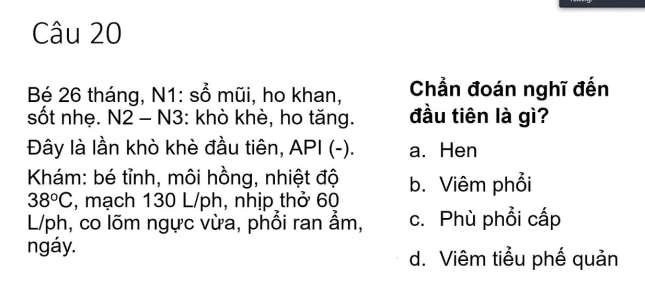 Câu 20
Bé 26 tháng, N1: sổ mũi, ho khan,
sốt nhẹ. N2 – N3: khò khè, ho tăng.
Đây là lần khò khè đầu tiên, API (-).
Khám: bé tỉnh, môi hồng, nhiệt độ
38ºC, mạch 130 L/ph, nhịp thở 60
L/ph, co lõm ngực vừa, phổi ran ẩm,
ngáy.
Chẩn đoán nghĩ đến
đầu tiên là gì?
a. Hen
b. Viêm phổi
c. Phù phổi cấp
d. Viêm tiểu phế quản